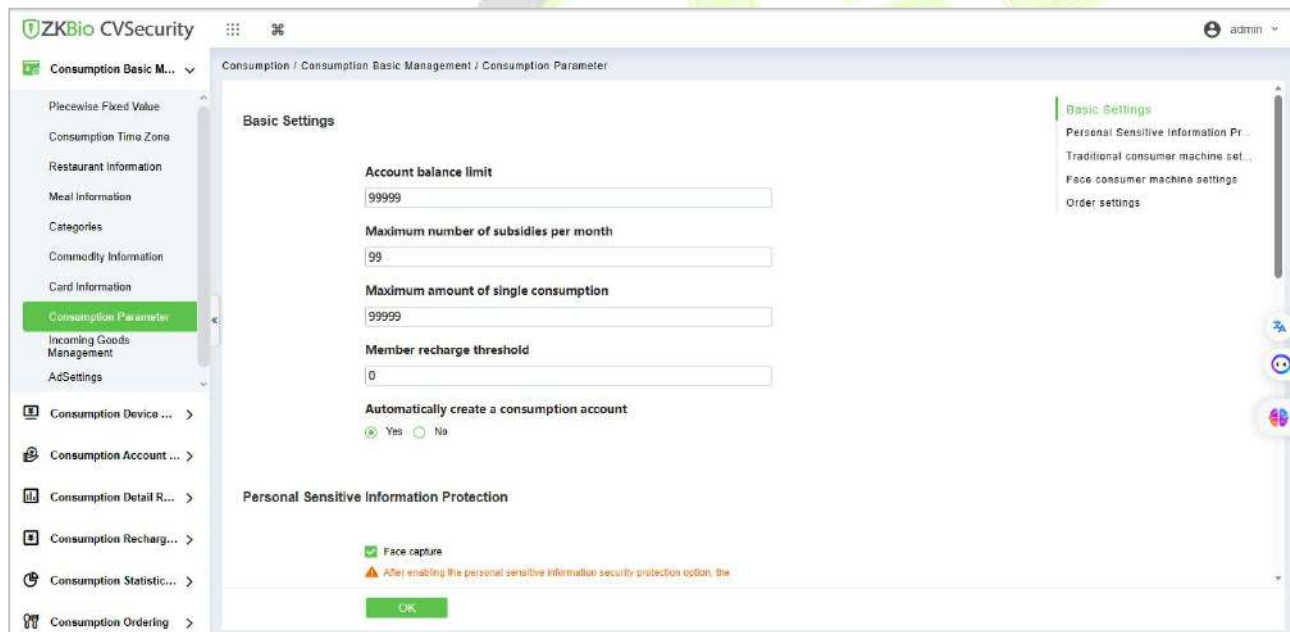 ZKBio CVSecurity
admin
Consumption Basic M...
Piecewise Fixed Value
Consumption Time Zone
Restaurant Information
Meal Information
Categories
Commodity Information
Card Information
Consumption Parameter
Incoming Goods
Management
AdSettings
Consumption Device ...
Consumption Account ...
Consumption Detail R...
Consumption Recharg...
Consumption Statistic...
Consumption Ordering
Consumption / Consumption Basic Management / Consumption Parameter
Basic Settings
Account balance limit
99999
Maximum number of subsidies per month
99
Maximum amount of single consumption
99999
Member recharge threshold
0
Automatically create a consumption account
Yes No
Personal Sensitive Information Protection
Face capture
After enabling the personal sensitive information security protection option, the
OK
Basic Settings
Personal Sensitive Information Pr...
Traditional consumer machine set...
Face consumer machine settings
Order settings